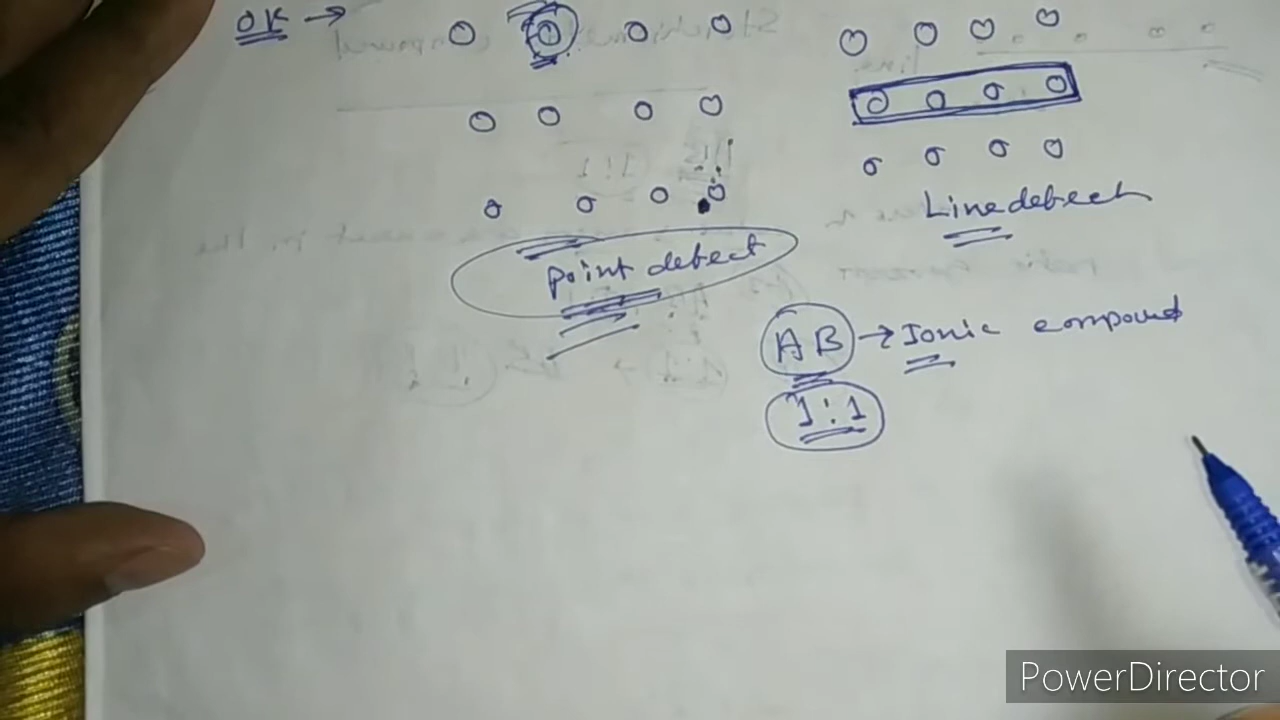 OK →
Line defect
point defect
AB → Ionic compound
1:1
PowerDirector